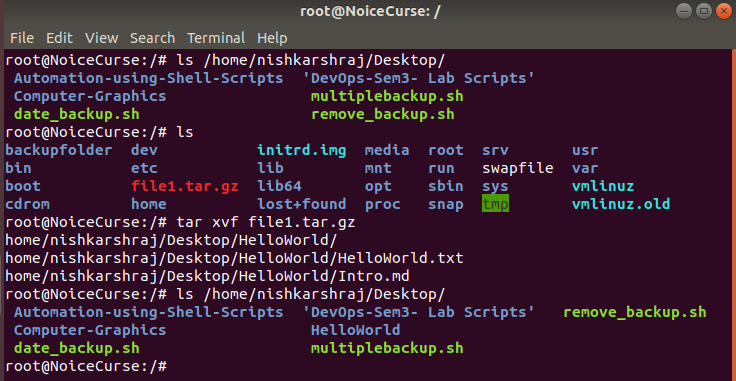 root@NoiceCurse: /
File Edit View Search Terminal Help
root@NoiceCurse:/# ls /home/nishkarshraj/Desktop/
Automation-using-Shell-Scripts 'DevOps-Sem3- Lab Scripts'
Computer-Graphics multiplebackup.sh
date_backup.sh remove_backup.sh
root@NoiceCurse:/# ls
backupfolder dev initrd.img media root srv usr
bin etc lib mnt run swapfile var
boot file1.tar.gz lib64 opt sbin sys vmlinuz
cdrom home lost+found proc snap tmp vmlinuz.old
root@NoiceCurse:/# tar xvf file1.tar.gz
home/nishkarshraj/Desktop/HelloWorld/
home/nishkarshraj/Desktop/HelloWorld/HelloWorld.txt
home/nishkarshraj/Desktop/HelloWorld/Intro.md
root@NoiceCurse:/# ls /home/nishkarshraj/Desktop/
Automation-using-Shell-Scripts 'DevOps-Sem3- Lab Scripts' remove_backup.sh
Computer-Graphics HelloWorld
date_backup.sh multiplebackup.sh
root@NoiceCurse:/#